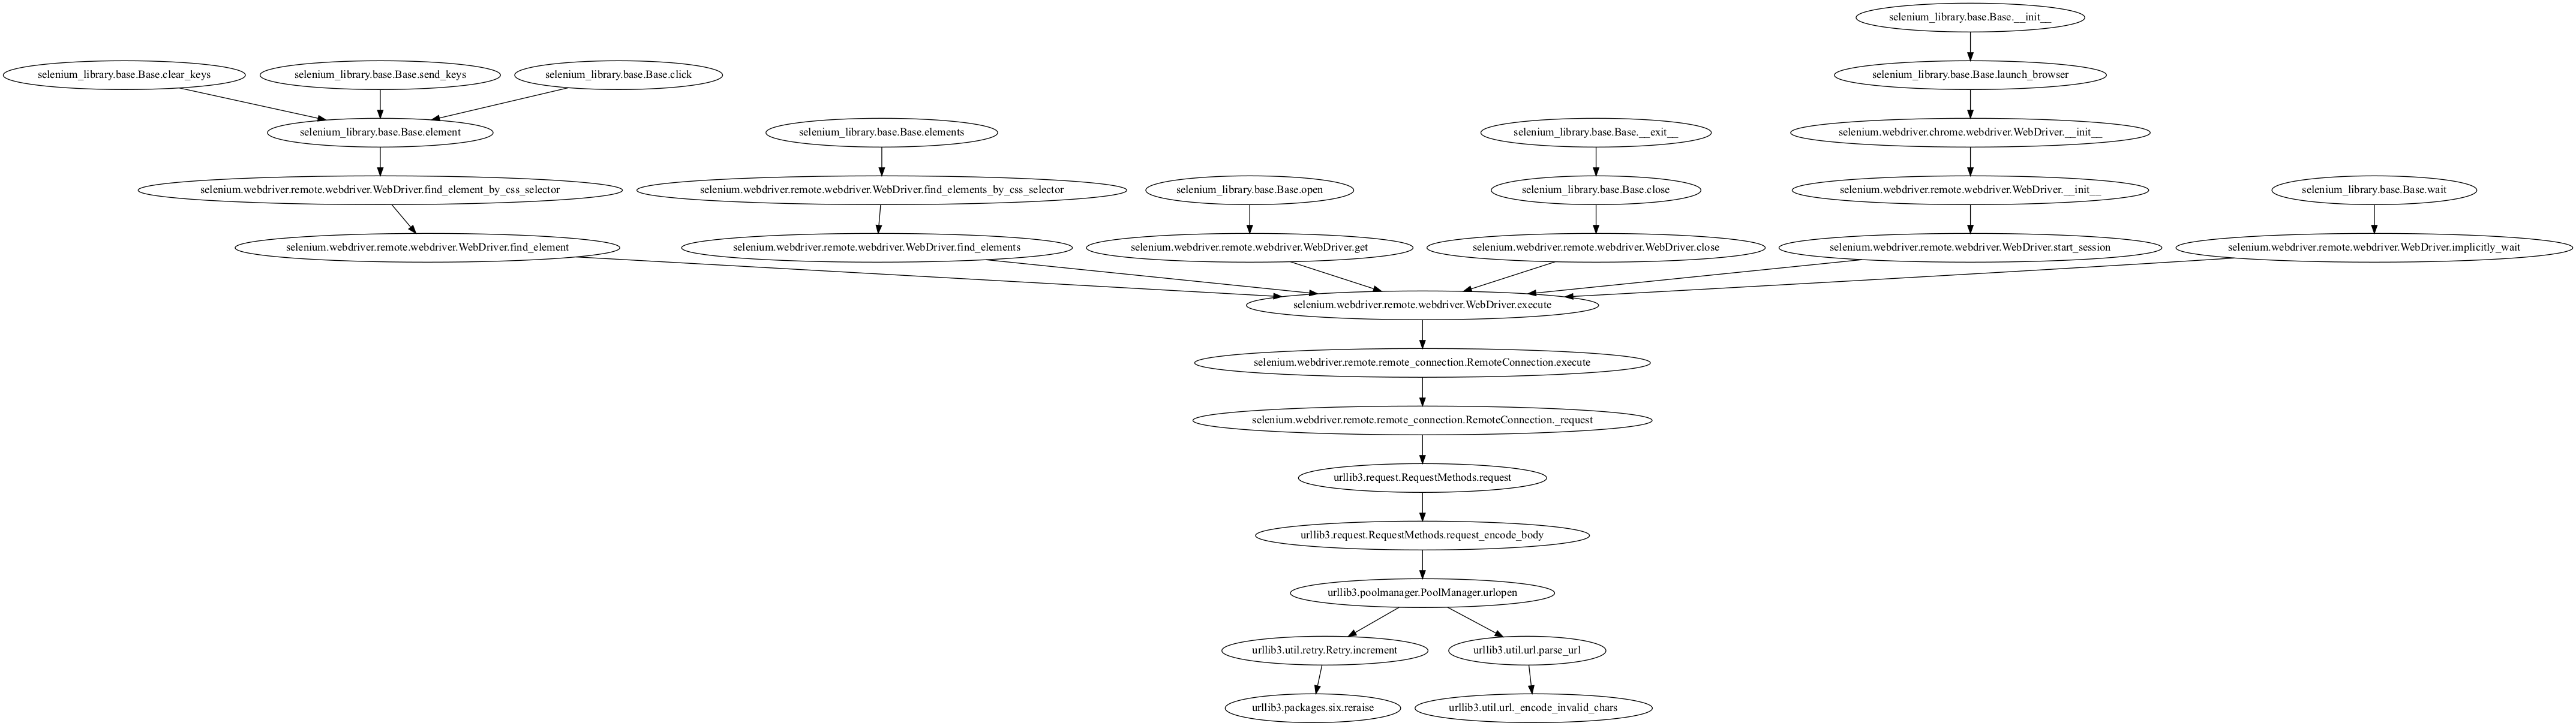 selenium_library.base.Base.__init__
selenium_library.base.Base.clear_keys
selenium_library.base.Base.send_keys
selenium_library.base.Base.click
selenium_library.base.Base.launch_browser
selenium_library.base.Base.element
selenium_library.base.Base.elements
selenium_library.base.Base.__exit__
selenium.webdriver.chrome.webdriver.WebDriver.__init__
selenium.webdriver.remote.webdriver.WebDriver.find_element_by_css_selector
selenium.webdriver.remote.webdriver.WebDriver.find_elements_by_css_selector
selenium_library.base.Base.open
selenium_library.base.Base.close
selenium.webdriver.remote.webdriver.WebDriver.__init__
selenium_library.base.Base.wait
selenium.webdriver.remote.webdriver.WebDriver.find_element
selenium.webdriver.remote.webdriver.WebDriver.find_elements
selenium.webdriver.remote.webdriver.WebDriver.get
selenium.webdriver.remote.webdriver.WebDriver.close
selenium.webdriver.remote.webdriver.WebDriver.start_session
selenium.webdriver.remote.webdriver.WebDriver.implicitly_wait
selenium.webdriver.remote.webdriver.WebDriver.execute
selenium.webdriver.remote.remote_connection.RemoteConnection.execute
selenium.webdriver.remote.remote_connection.RemoteConnection._request
urllib3.request.RequestMethods.request
urllib3.request.RequestMethods.request_encode_body
urllib3.poolmanager.PoolManager.urlopen
urllib3.util.retry.Retry.increment
urllib3.util.url.parse_url
urllib3.packages.six.reraise
urllib3.util.url._encode_invalid_chars